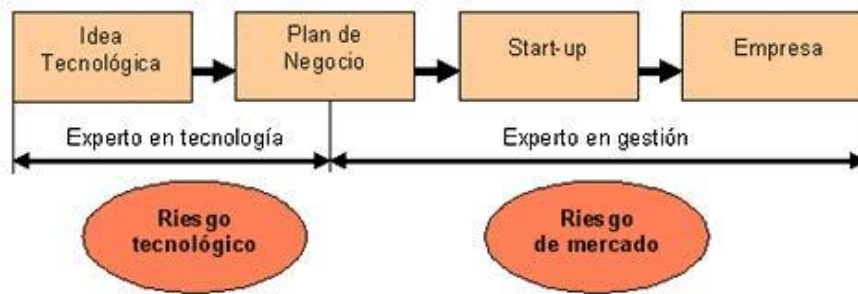 Idea
Tecnológica
Plan de
Negocio
Start-up
Empresa
Experto en tecnología
Experto en gestión
Riesgo
tecnológico
Riesgo
de mercado